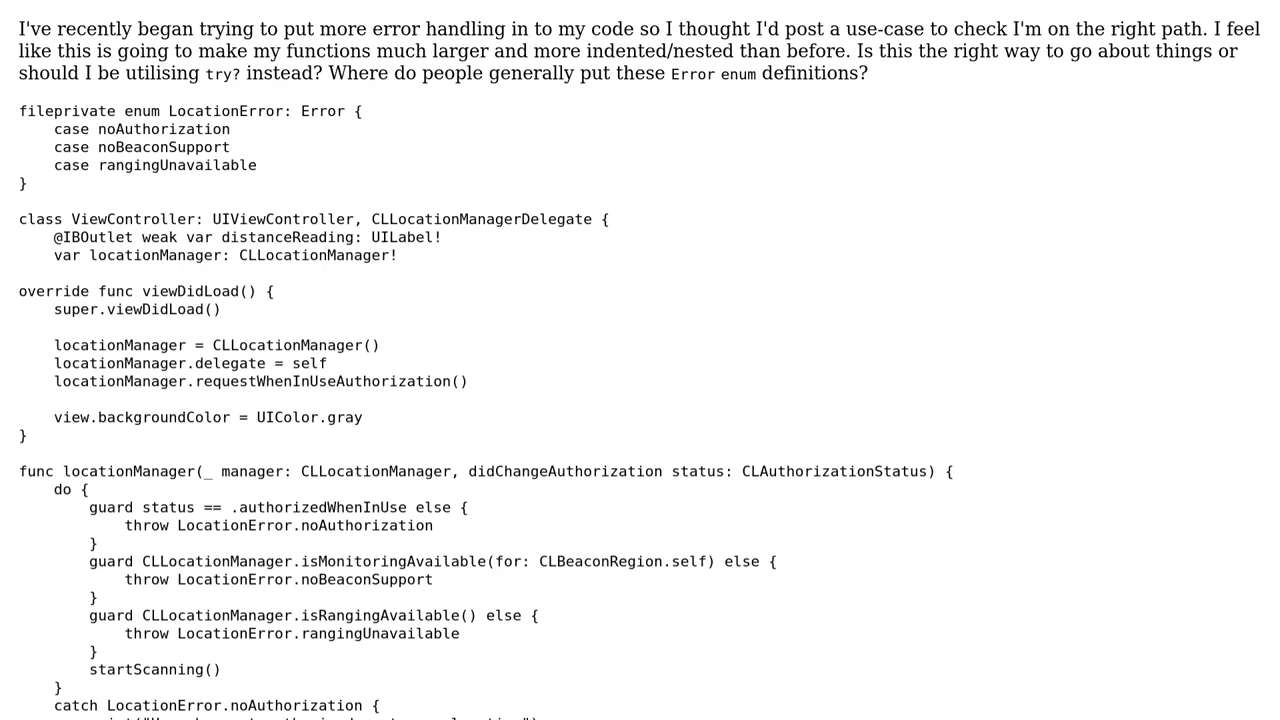 I've recently began trying to put more error handling in to my code so I thought I'd post a use-case to check I'm on the right path. I feel
like this is going to make my functions much larger and more indented/nested than before. Is this the right way to go about things or
should I be utilising try? instead? Where do people generally put these Error enum definitions?
fileprivate enum LocationError: Error {
    case noAuthorization
    case noBeaconSupport
    case rangingUnavailable
}
class ViewController: UIViewController, CLLocationManagerDelegate {
    @IBOutlet weak var distanceReading: UILabel!
    var locationManager: CLLocationManager!
override func viewDidLoad() {
    super.viewDidLoad()
    locationManager = CLLocationManager()
    locationManager.delegate = self
    locationManager.requestWhenInUseAuthorization()
    view.backgroundColor = UIColor.gray
}
func locationManager(_ manager: CLLocationManager, didChangeAuthorization status: CLAuthorizationStatus) {
    do {
        guard status == .authorizedWhenInUse else {
            throw LocationError.noAuthorization
        }
        guard CLLocationManager.isMonitoringAvailable(for: CLBeaconRegion.self) else {
            throw LocationError.noBeaconSupport
        }
        guard CLLocationManager.isRangingAvailable() else {
            throw LocationError.rangingUnavailable
        }
        startScanning()
    }
    catch LocationError.noAuthorization {